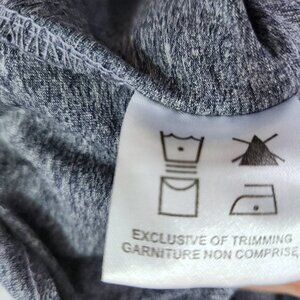 EXCLUSIVE OF TRIMMING
GARNITURE NON COMPRISE